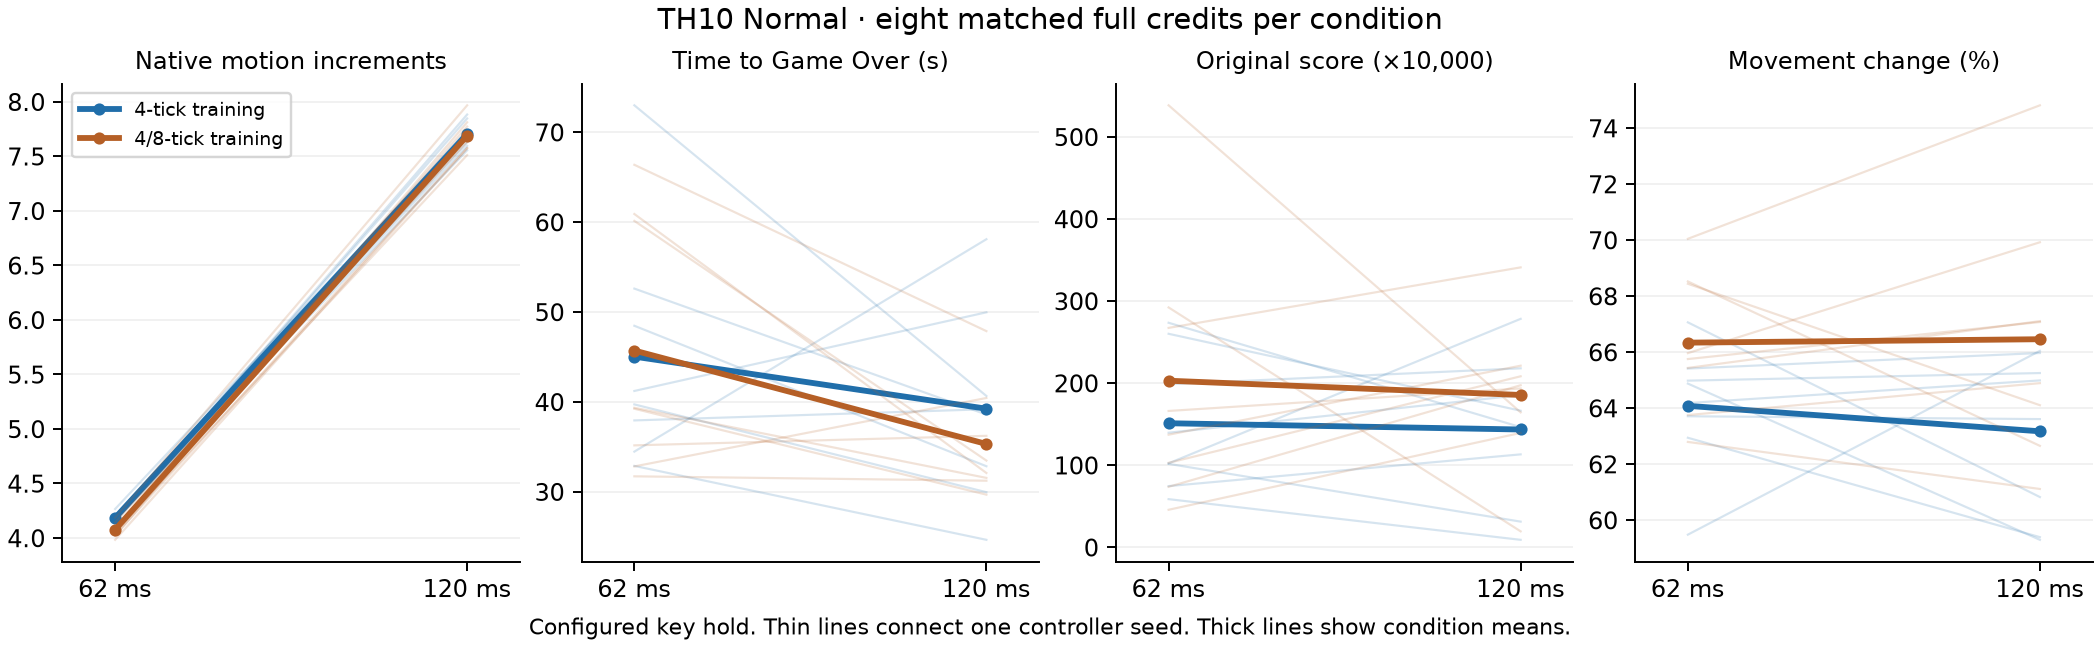 TH10 Normal · eight matched full credits per condition
Native motion increments
8.0
7.5
7.0
6.5
6.0
5.5
5.0
4.5
4.0
4-tick training
4/8-tick training
62 ms
120 ms
Time to Game Over (s)
70
60
50
40
30
62 ms
120 ms
Original score (×10,000)
500
400
300
200
100
0
62 ms
120 ms
Movement change (%)
74
72
70
68
66
64
62
60
62 ms
120 ms
Configured key hold. Thin lines connect one controller seed. Thick lines show condition means.